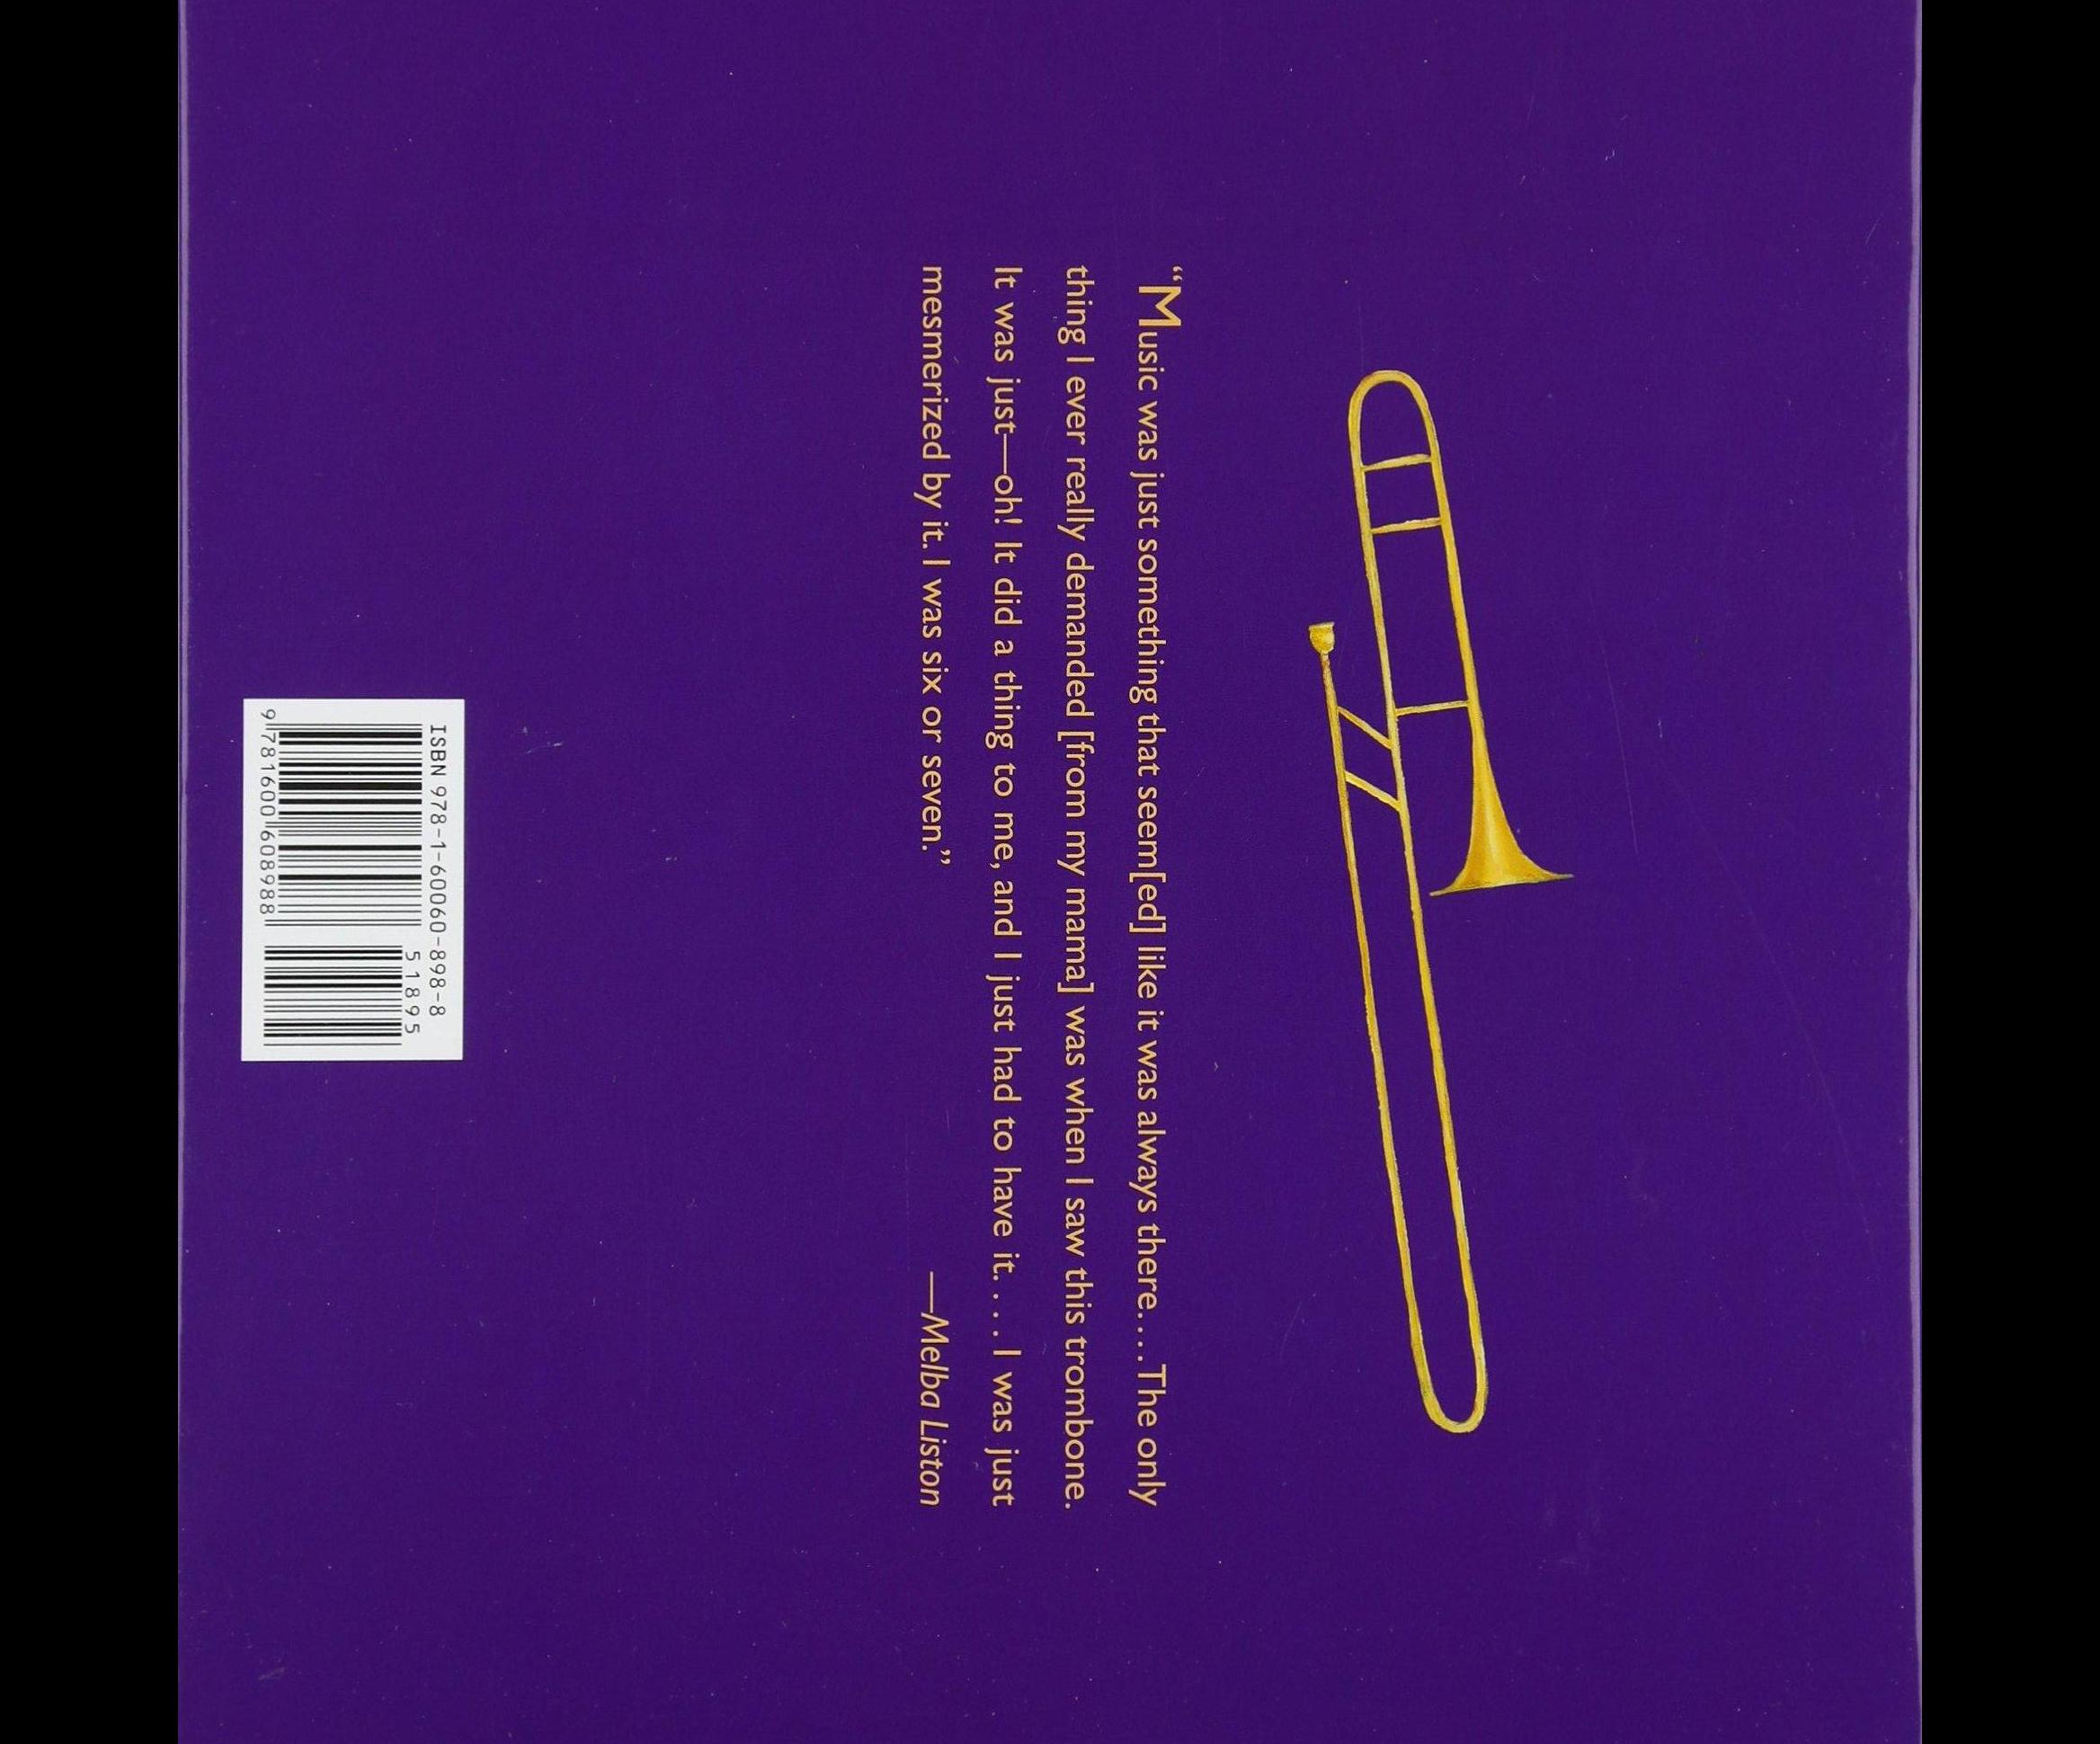 “Music was just something that seem[ed] like it was always there. . . . The only
thing I ever really demanded [from my mama] was when I saw this trombone.
It was just—oh! It did a thing to me, and I just had to have it. . . . I was just
mesmerized by it. I was six or seven.”
—Melba Liston
ISBN 978-1-60060-898-8
51895
9781600608988